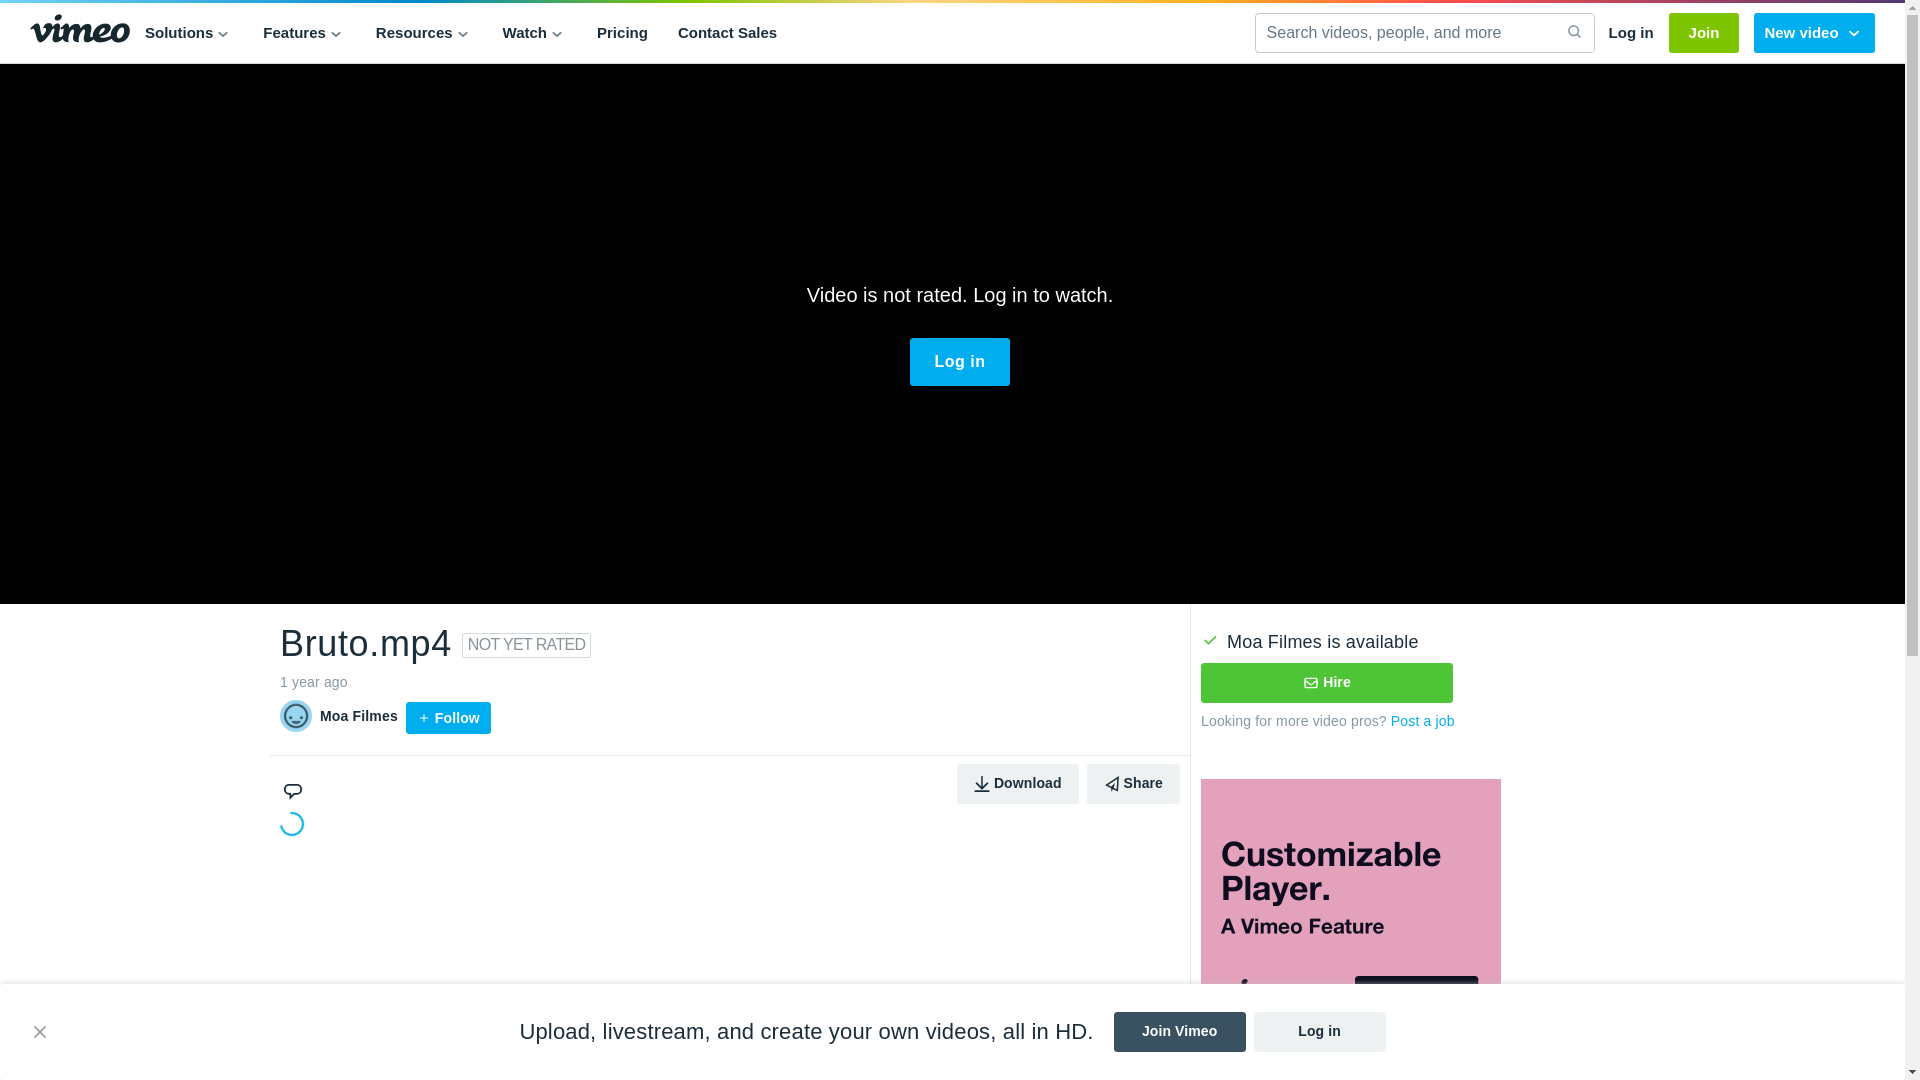 vimeo Solutions Features Resources Watch Pricing Contact Sales Search videos, people, and more Log in Join New video
Video is not rated. Log in to watch.
Log in
Bruto.mp4 NOT YET RATED
1 year ago
Moa Filmes + Follow
Download Share
Moa Filmes is available
Hire
Looking for more video pros? Post a job
Customizable
Player.
A Vimeo Feature
Upload, livestream, and create your own videos, all in HD. Join Vimeo Log in